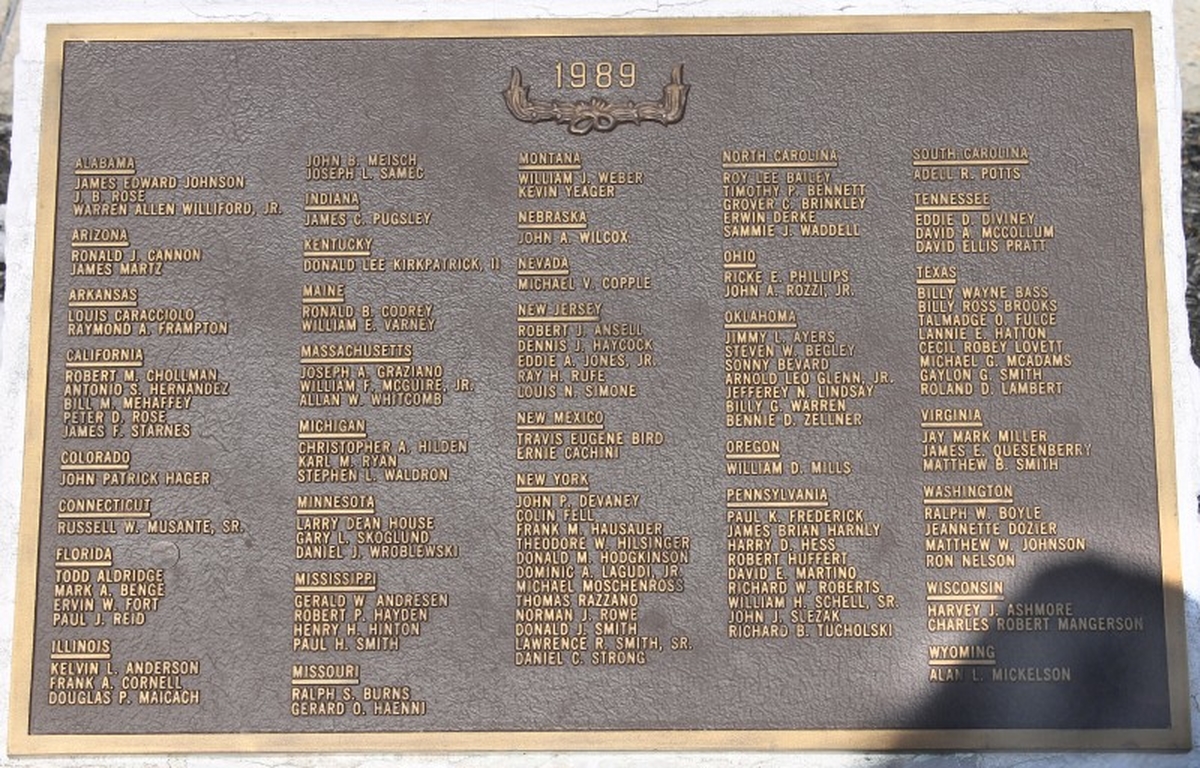 1989
ALABAMA
JAMES EDWARD JOHNSON
J. B. ROSE
WARREN ALLEN WILLIFORD, JR.
ARIZONA
RONALD J. CANNON
JAMES MARTZ
ARKANSAS
LOUIS CARACCIOLO
RAYMOND A. FRAMPTON
CALIFORNIA
ROBERT M. CHOLLMAN
ANTONIO S. HERNANDEZ
BILL M. MEHAFFEY
PETER D. ROSE
JAMES F. STARNES
COLORADO
JOHN PATRICK HAGER
CONNECTICUT
RUSSELL W. MUSANTE, SR.
FLORIDA
TODD ALDRIDGE
MARK A. BENGE
ERVIN W. FORT
PAUL J. REID
ILLINOIS
KELVIN L. ANDERSON
FRANK A. CORNELL
DOUGLAS P. MAICACH
JOHN B. MEISCH
JOSEPH L. SAMEC
INDIANA
JAMES C. PUGSLEY
KENTUCKY
DONALD LEE KIRKPATRICK, II
MAINE
RONALD B. CODREY
WILLIAM E. VARNEY
MASSACHUSETTS
JOSEPH A. GRAZIANO
WILLIAM F. MCGUIRE, JR.
ALLAN W. WHITCOMB
MICHIGAN
CHRISTOPHER A. HILDEN
KARL M. RYAN
STEPHEN L. WALDRON
MINNESOTA
LARRY DEAN HOUSE
GARY L. SKOGLUND
DANIEL J. WROBLEWSKI
MISSISSIPPI
GERALD W. ANDRESEN
ROBERT P. HAYDEN
HENRY H. HINTON
PAUL H. SMITH
MISSOURI
RALPH S. BURNS
GERARD O. HAENNI
MONTANA
WILLIAM J. WEBER
KEVIN YEAGER
NEBRASKA
JOHN A. WILCOX
NEVADA
MICHAEL V. COPPLE
NEW JERSEY
ROBERT J. ANSELL
DENNIS J. HAYCOCK
EDDIE A. JONES, JR.
RAY H. RUFE
LOUIS N. SIMONE
NEW MEXICO
TRAVIS EUGENE BIRD
ERNIE CACHINI
NEW YORK
JOHN P. DEVANEY
COLIN FELL
FRANK M. HAUSAUER
THEODORE W. HILSINGER
DONALD M. HODGKINSON
DOMINIC A. LAGUDI, JR.
MICHAEL MOSCHENROSS
THOMAS RAZZANO
NORMAN J. ROWE
DONALD J. SMITH
LAWRENCE R. SMITH, SR.
DANIEL C. STRONG
NORTH CAROLINA
ROY LEE BAILEY
TIMOTHY P. BENNETT
GROVER C. BRINKLEY
ERWIN DERKE
SAMMIE J. WADDELL
OHIO
RICKE E. PHILLIPS
JOHN A. ROZZI, JR.
OKLAHOMA
JIMMY L. AYERS
STEVEN W. BEGLEY
SONNY BEVARD
ARNOLD LEO GLENN, JR.
JEFFEREY N. LINDSAY
BILLY G. WARREN
BENNIE D. ZELLNER
OREGON
WILLIAM D. MILLS
PENNSYLVANIA
PAUL K. FREDERICK
JAMES BRIAN HARNLY
HARRY D. HESS
ROBERT HUFFERT
DAVID E. MARTINO
RICHARD W. ROBERTS
WILLIAM H. SCHELL, SR.
JOHN J. SLEZAK
RICHARD B. TUCHOLSKI
SOUTH CAROLINA
ADELL R. POTTS
TENNESSEE
EDDIE D. DIVINEY
DAVID A. MCCOLLUM
DAVID ELLIS PRATT
TEXAS
BILLY WAYNE BASS
BILLY ROSS BROOKS
TALMADGE O. FULCE
LANNIE E. HATTON
CECIL ROBEY LOVETT
MICHAEL G. MCADAMS
GAYLON G. SMITH
ROLAND D. LAMBERT
VIRGINIA
JAY MARK MILLER
JAMES E. QUESENBERRY
MATTHEW B. SMITH
WASHINGTON
RALPH W. BOYLE
JEANNETTE DOZIER
MATTHEW W. JOHNSON
RON NELSON
WISCONSIN
HARVEY J. ASHMORE
CHARLES ROBERT MANGERSON
WYOMING
ALAN L. MICKELSON